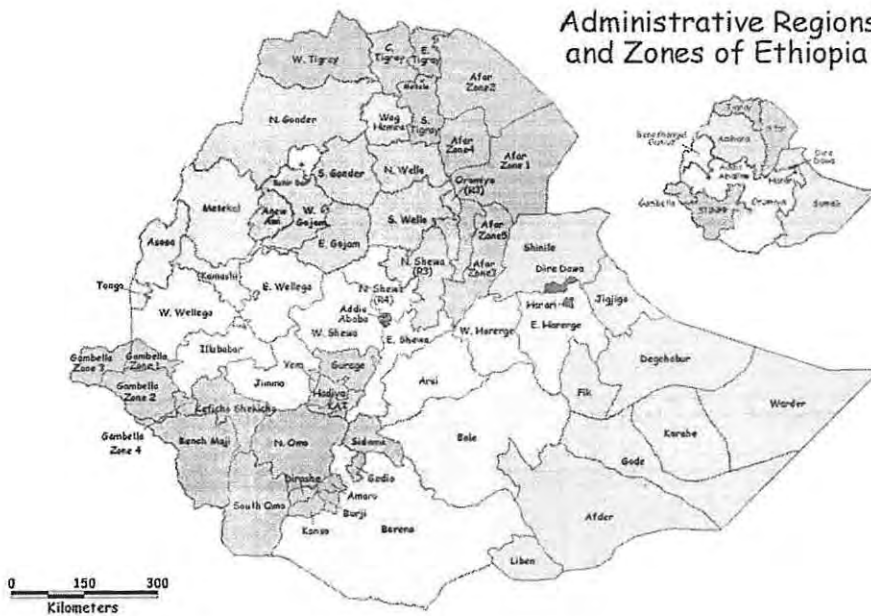 Administrative Regions
and Zones of Ethiopia
W. Tigray
C.
Tigray
E.
Tigray
Mekele
Afar
Zone2
N. Gonder
Wag
Hemra
S.
Tigray
Afar
Zone4
Afar
Zone 1
Bahir Dar
S. Gonder
N. Wello
Oromiya
(R3)
Metekel
Agew
Awi
W.
Gojam
E. Gojam
S. Wello
Afar
Zone5
Afar
Zone3
Shinile
Asosa
Kamashi
Tongo
N. Shewa
(R3)
Dire Dawa
E. Wellega
N. Shewa
(R4)
Harari
Jigjiga
W. Wellega
Addis
Ababa
W. Shewa
E. Shewa
W. Harerge
E. Harerge
Illubabor
Gambella
Zone 3
Gambella
Zone 1
Yem
Gurage
Arsi
Degehabur
Gambella
Zone 2
Jimma
Hadiya
KAT
Fik
Warder
Keficho Shekicho
Gambella
Zone 4
Bench Maji
N. Omo
Sidama
Bale
Korahe
Gode
Gedio
Dirashe
Amaro
South Omo
Burji
Konso
Borena
Afder
Liben
0 150 300
Kilometers
Tigray
Afar
Amhara
Dire
Dawa
Harari
Gambella
Oromiya
Somali